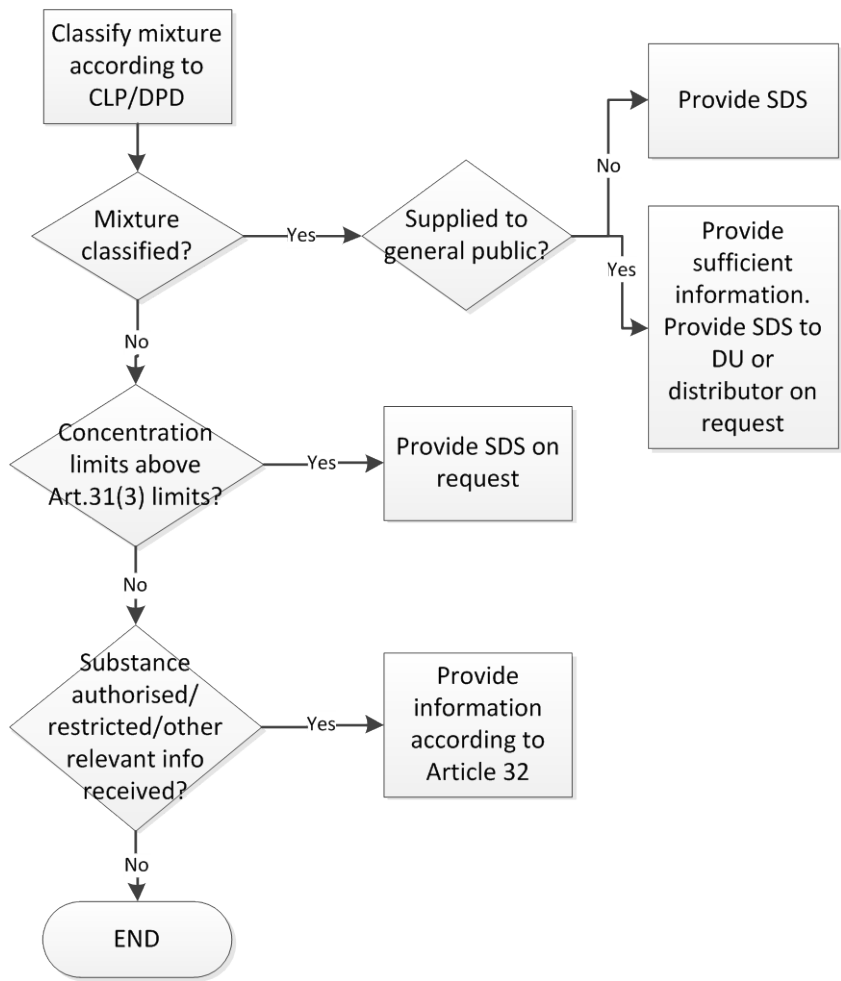 Classify mixture
according to
CLP/DPD
Mixture
classified?
Yes
Supplied to
general public?
No
Provide SDS
Yes
Provide
sufficient
information.
Provide SDS to
DU or
distributor on
request
No
Concentration
limits above
Art.31(3) limits?
Yes
Provide SDS on
request
No
Substance
authorised/
restricted/other
relevant info
received?
Yes
Provide
information
according to
Article 32
No
END